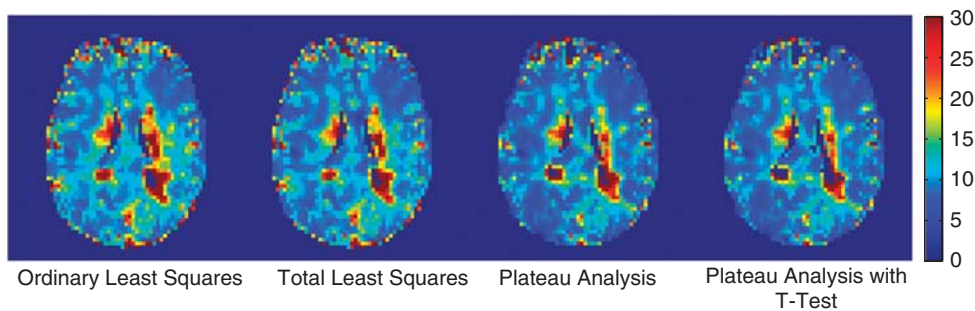 30
25
20
15
10
5
0
Ordinary Least Squares
Total Least Squares
Plateau Analysis
Plateau Analysis with
T-Test